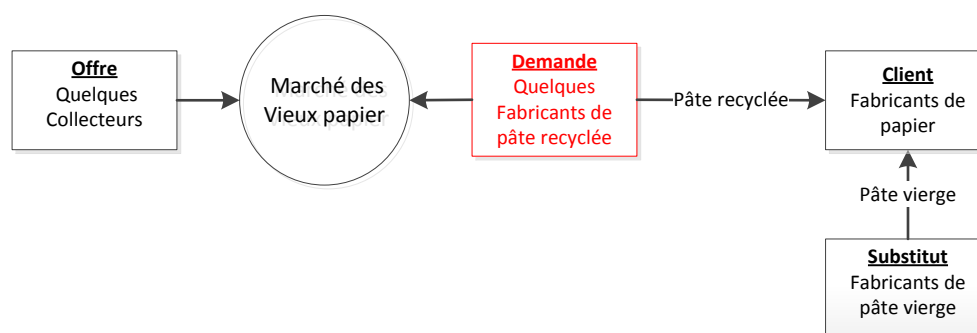 Offre
Quelques
Collecteurs
Marché des
Vieux papier
Demande
Quelques
Fabricants de
pâte recyclée
Pâte recyclée
Client
Fabricants de
papier
Pâte vierge
Substitut
Fabricants de
pâte vierge